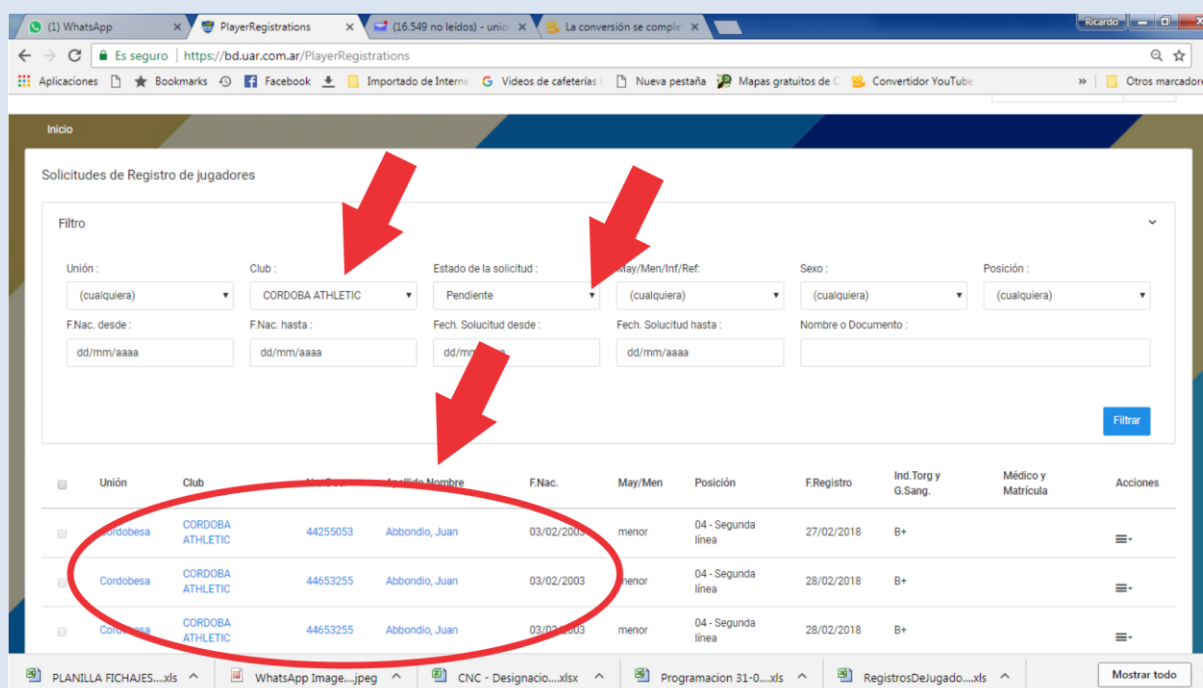 (1) WhatsApp
PlayerRegistrations
(16.549 no leídos) - union
La conversión se comple
Ricardo
Es seguro | https://bd.uar.com.ar/PlayerRegistrations
Aplicaciones Bookmarks Facebook Importado de Interne Videos de cafeterías Nueva pestaña Mapas gratuitos de C Convertidor YouTube » Otros marcadore
Inicio
Solicitudes de Registro de jugadores
Filtro
Unión : Club : Estado de la solicitud : May/Men/Inf/Ref: Sexo : Posición :
(cualquiera) CORDOBA ATHLETIC Pendiente (cualquiera) (cualquiera) (cualquiera)
F.Nac. desde : F.Nac. hasta : Fech. Solucitud desde : Fech. Solucitud hasta : Nombre o Documento :
dd/mm/aaaa dd/mm/aaaa dd/mm/aaaa
Filtrar
Unión Club Apellido Nombre F.Nac. May/Men Posición F.Registro Ind.Torg y G.Sang. Médico y Matrícula Acciones
Cordobesa CORDOBA ATHLETIC 44255053 Abbondio, Juan 03/02/2003 menor 04 - Segunda línea 27/02/2018 B+
Cordobesa CORDOBA ATHLETIC 44653255 Abbondio, Juan 03/02/2003 menor 04 - Segunda línea 28/02/2018 B+
Cordobesa CORDOBA ATHLETIC 44653255 Abbondio, Juan 03/02/2003 menor 04 - Segunda línea 28/02/2018 B+
PLANILLA FICHAJES....xls WhatsApp Image....jpeg CNC - Designacio....xlsx Programacion 31-0....xls RegistrosDeJugado....xls Mostrar todo